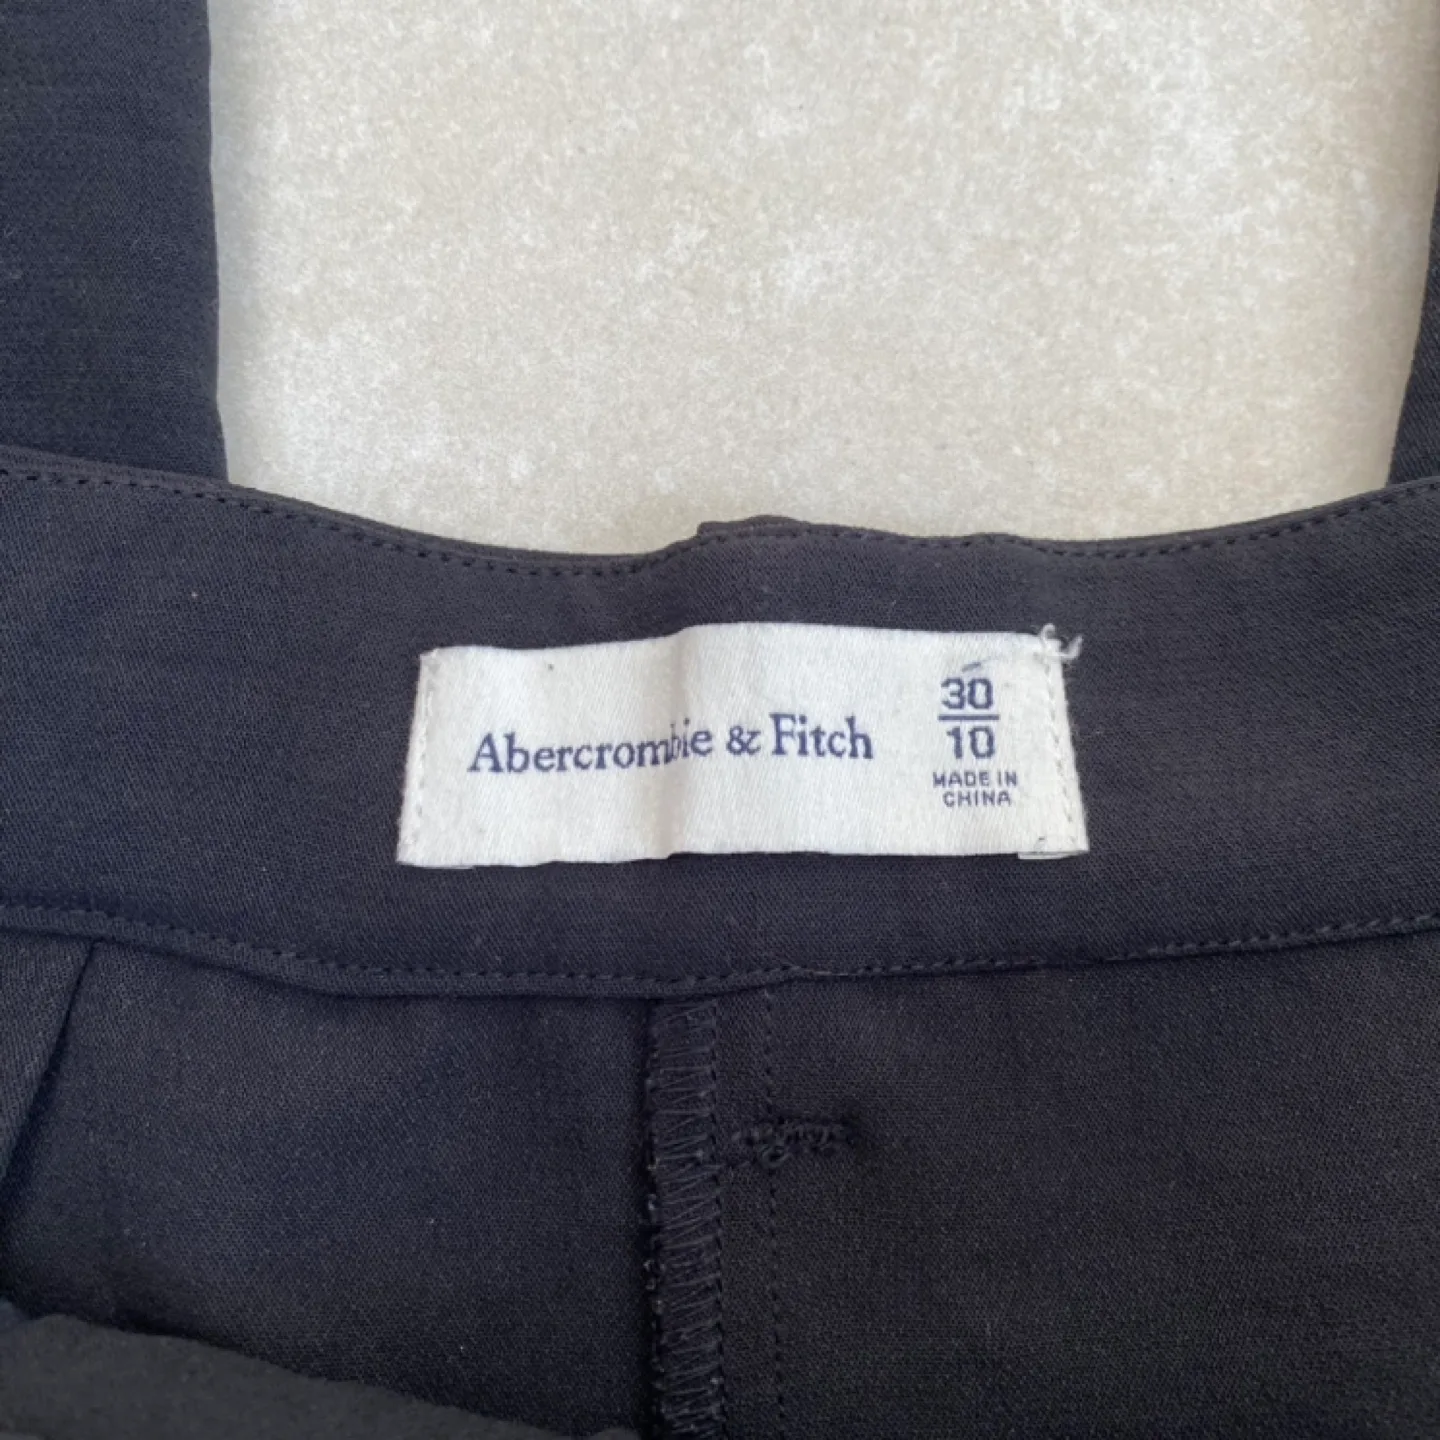 Abercrombie & Fitch
30
10
MADE IN
CHINA